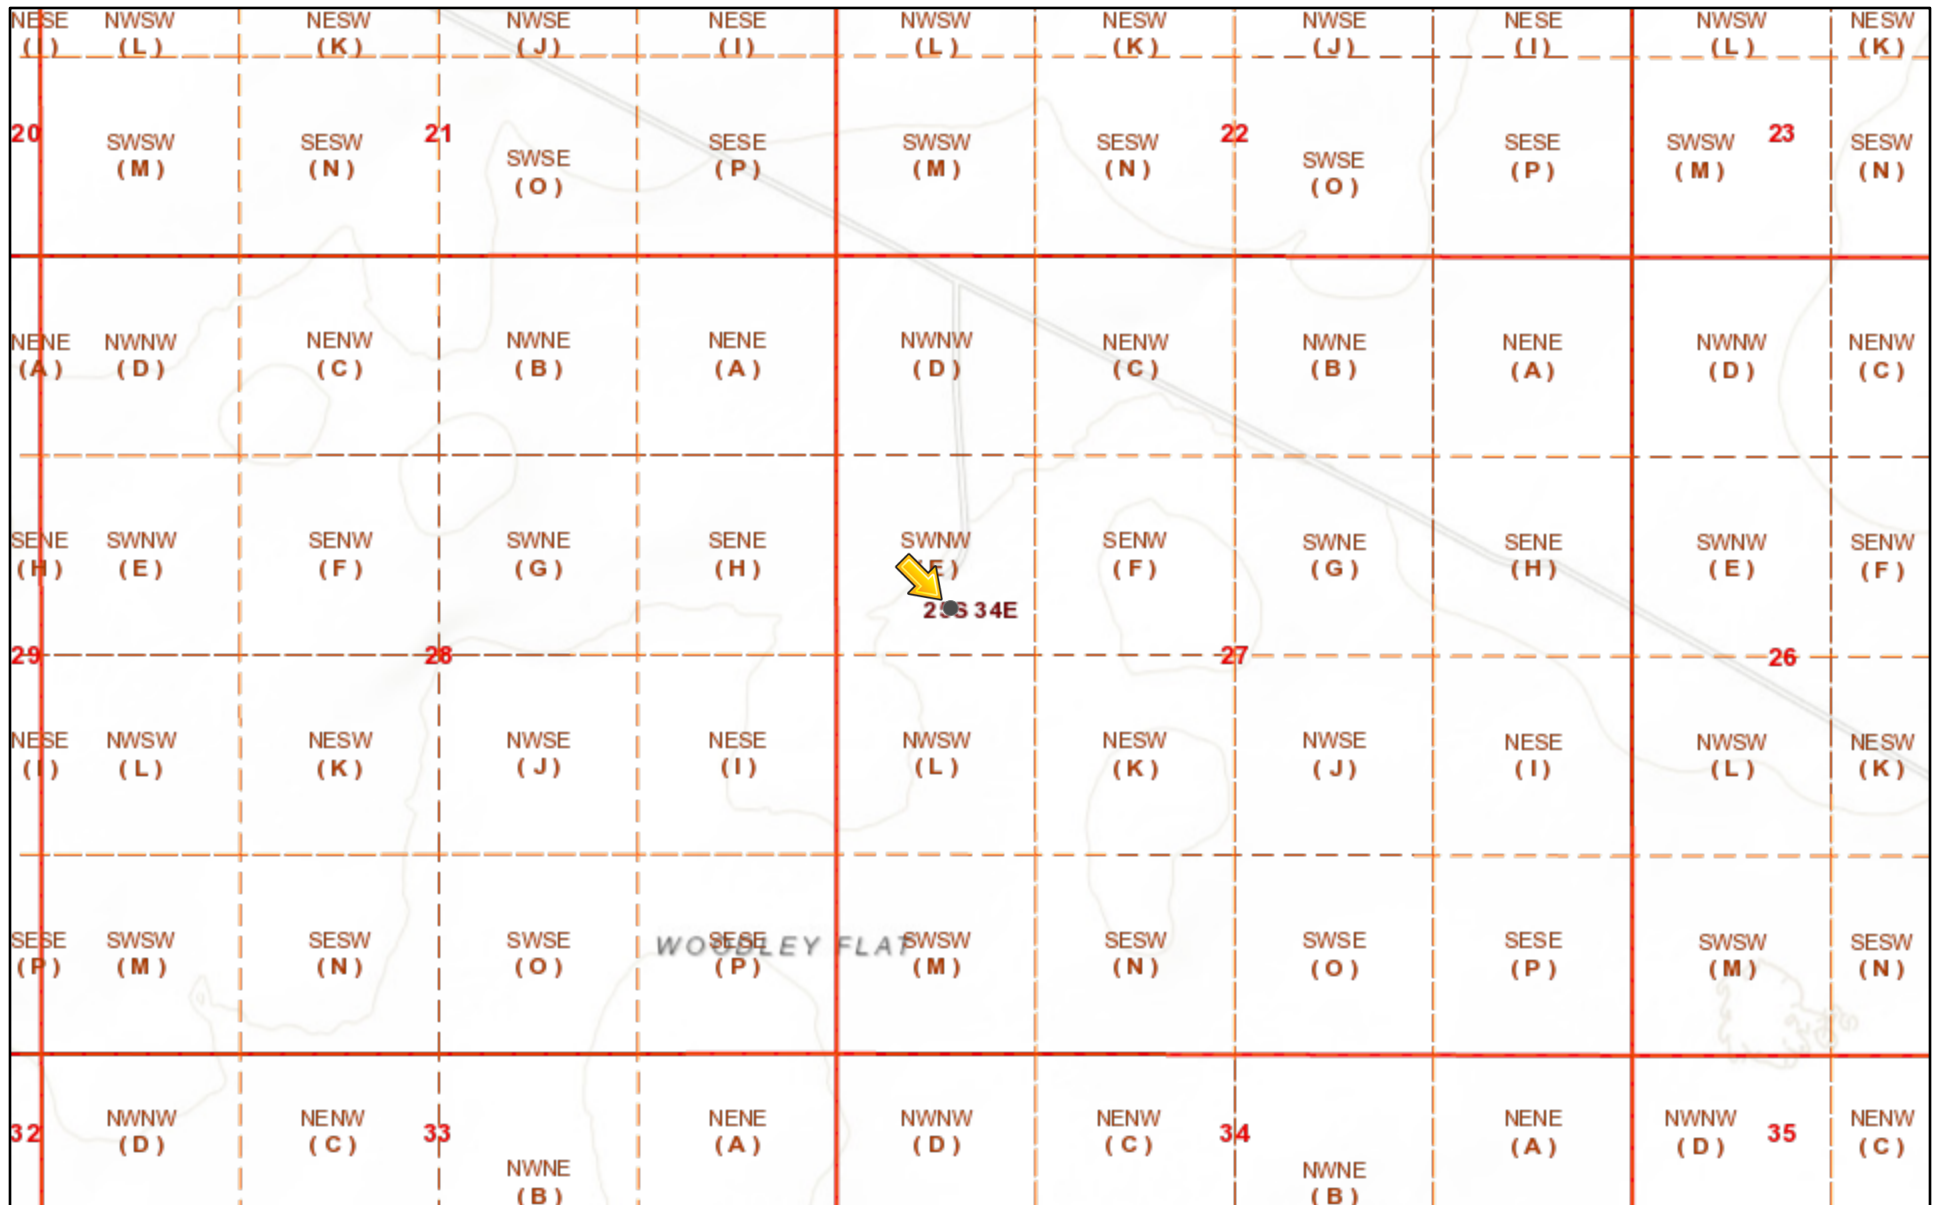 NESE NWSW NESW NWSE NESE NWSW NESW NWSE NESE NWSW NESW
(I) (L) (K) (J) (I) (L) (K) (J) (I) (L) (K)
20 21 22 23
SWSW SESW SWSE SESE SWSW SESW SWSE SESE SWSW SESW
(M) (N) (O) (P) (M) (N) (O) (P) (M) (N)
NENE NWNW NENW NWNE NENE NWNW NENW NWNE NENE NWNW NENW
(A) (D) (C) (B) (A) (D) (C) (B) (A) (D) (C)
SENE SWNW SENW SWNE SENE SWNW SENW SWNE SENE SWNW SENW
(H) (E) (F) (G) (H) (E) (F) (G) (H) (E) (F)
25S 34E
29 28 27 26
NESE NWSW NESW NWSE NESE NWSW NESW NWSE NESE NWSW NESW
(I) (L) (K) (J) (I) (L) (K) (J) (I) (L) (K)
SESE SWSW SESW SWSE SESE SWSW SESW SWSE SESE SWSW SESW
WOODLEY FLAT
(P) (M) (N) (O) (P) (M) (N) (O) (P) (M) (N)
NWNW NENW NENE NWNW NENW NENE NWNW NENW
32 33 34 35
(D) (C) (A) (D) (C) (A) (D) (C)
NWNE NWNE
(B) (B)